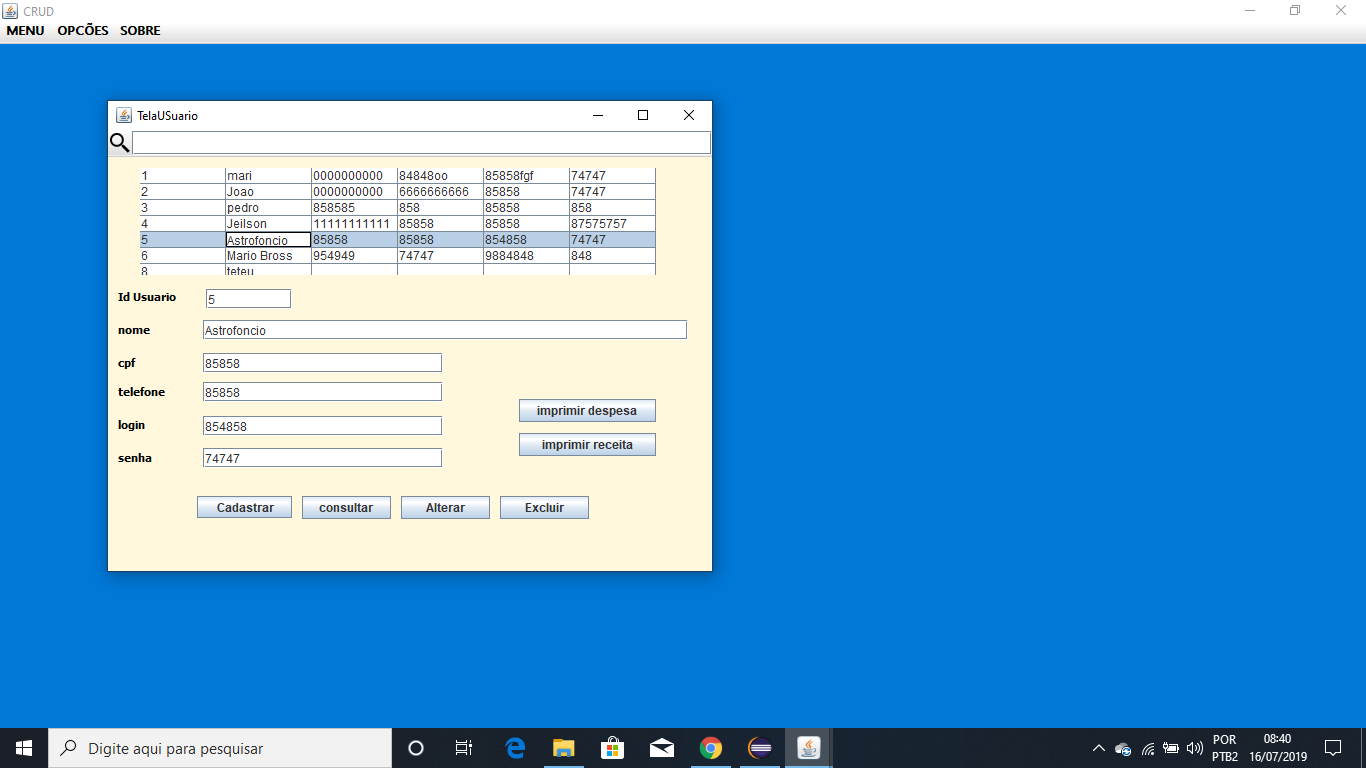 CRUD
MENU OPCÕES SOBRE
TelaUSuario
1 mari 0000000000 84848oo 85858fgf 74747
2 Joao 0000000000 6666666666 85858 74747
3 pedro 858585 858 85858 858
4 Jeilson 11111111111 85858 85858 87575757
5 Astrofoncio 85858 85858 854858 74747
6 Mario Bross 954949 74747 9884848 848
8 teteu
Id Usuario 5
nome Astrofoncio
cpf 85858
telefone 85858
imprimir despesa
login 854858
imprimir receita
senha 74747
Cadastrar consultar Alterar Excluir
Digite aqui para pesquisar
POR 08:40
PTB2 16/07/2019